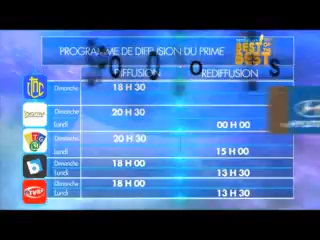 PROGRAMME DE DIFFUSION DU PRIME
BEST OF THE BEST
DIFFUSION REDIFFUSION
Dimanche 18 H 30
Dimanche 20 H 30
Lundi 00 H 00
Dimanche 20 H 30
Lundi 15 H 00
Dimanche 18 H 00
Lundi 13 H 30
Dimanche 18 H 00
Lundi 13 H 30